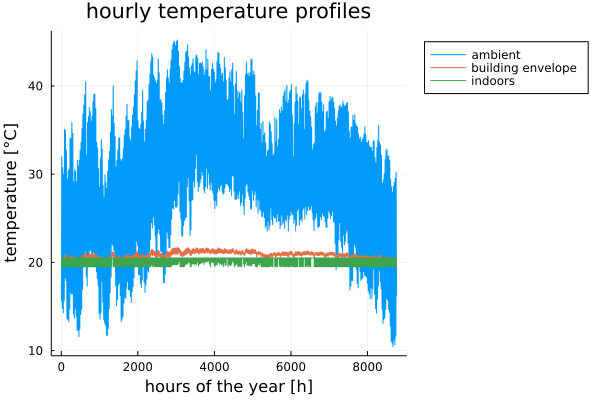 hourly temperature profiles
ambient
building envelope
indoors
temperature [°C]
40
30
20
10
0
2000
4000
6000
8000
hours of the year [h]